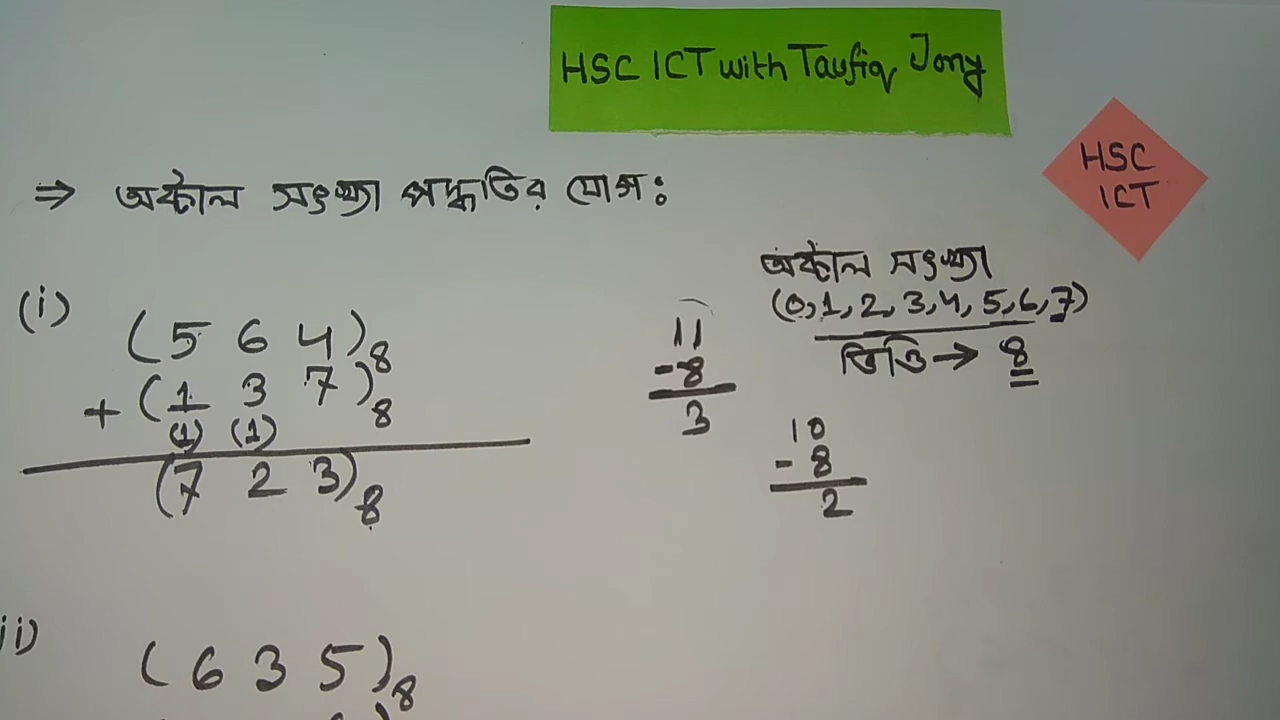 HSC ICT with Taufiq Jony
HSC
ICT
⇒ অক্টাল সংখ্যা পদ্ধতির যোগ :
অক্টাল সংখ্যা
(0, 1, 2, 3, 4, 5, 6, 7)
ভিত্তি → 8
(i)
(5 6 4)₈
+ (1 3 7)₈
(1) (1)
(7 2 3)₈
11
-8
3
10
-8
2
ii)
(6 3 5)₈